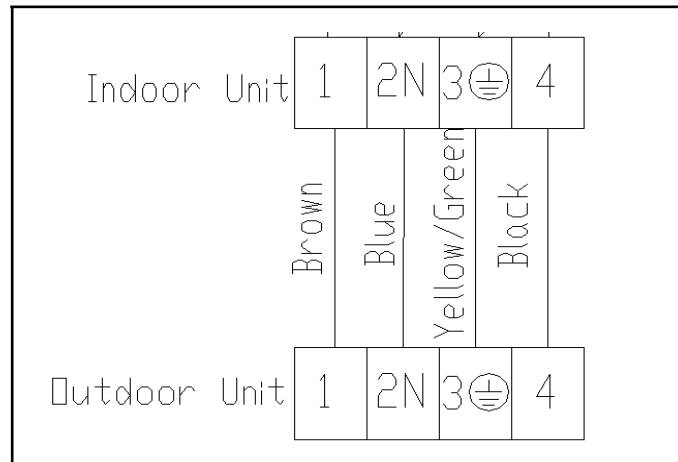 Indoor Unit 1 2N 3⏚ 4
Brown
Blue
Yellow/Green
Black
Outdoor Unit 1 2N 3⏚ 4